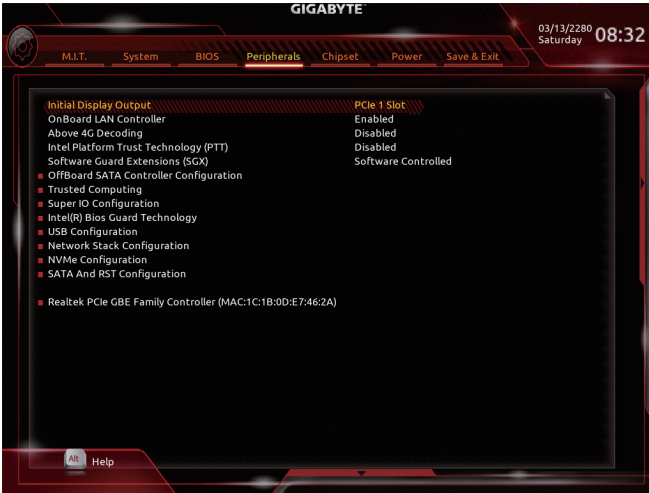 GIGABYTE™
03/13/2280
Saturday
08:32
M.I.T. System BIOS Peripherals Chipset Power Save & Exit
Initial Display Output PCIe 1 Slot
OnBoard LAN Controller Enabled
Above 4G Decoding Disabled
Intel Platform Trust Technology (PTT) Disabled
Software Guard Extensions (SGX) Software Controlled
OffBoard SATA Controller Configuration
Trusted Computing
Super IO Configuration
Intel(R) Bios Guard Technology
USB Configuration
Network Stack Configuration
NVMe Configuration
SATA And RST Configuration
Realtek PCIe GBE Family Controller (MAC:1C:1B:0D:E7:46:2A)
Alt Help